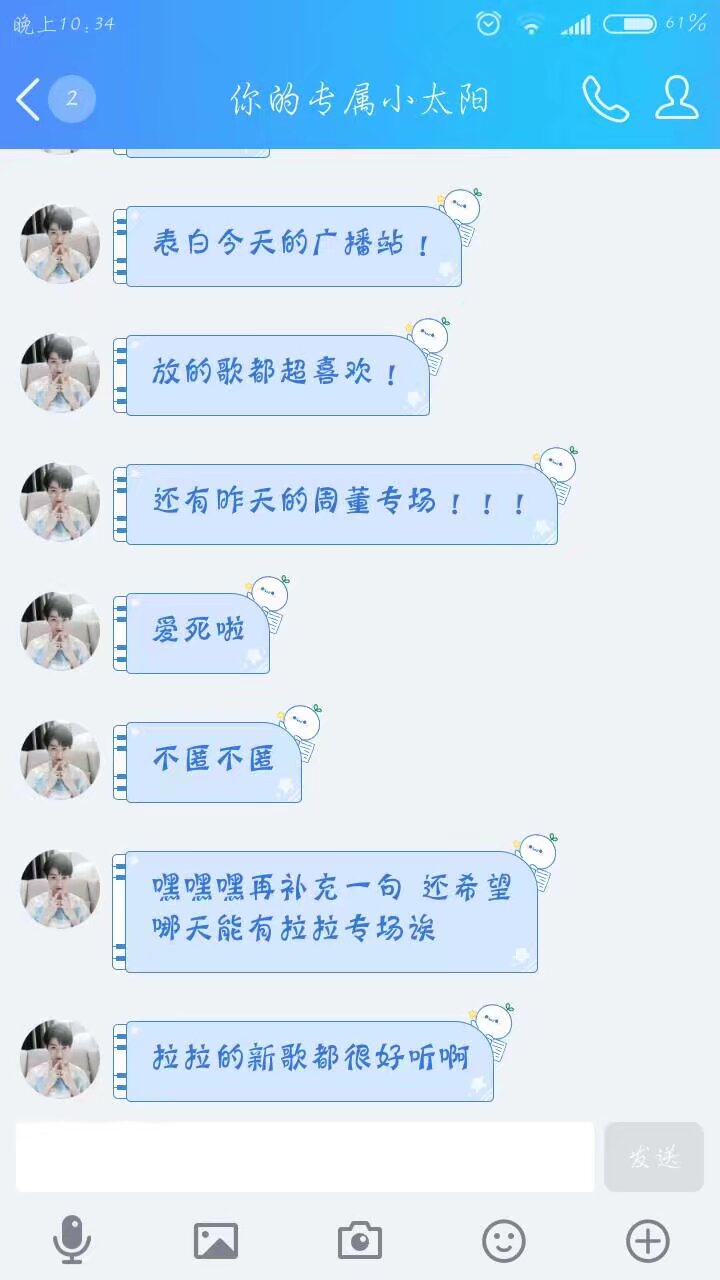 晚上10:34
61%
2
你的专属小太阳
表白今天的广播站！
放的歌都超喜欢！
还有昨天的周董专场！！！
爱死啦
不匿不匿
嘿嘿嘿再补充一句 还希望
哪天能有拉拉专场诶
拉拉的新歌都很好听啊
发送